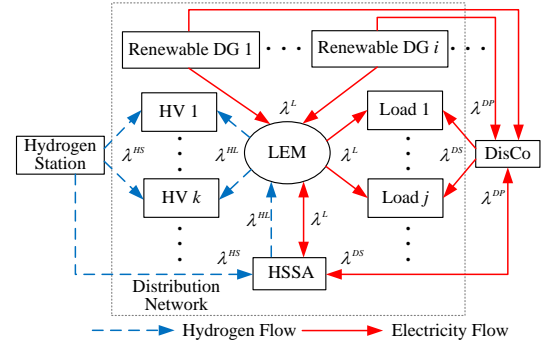 Renewable DG 1
• • •
Renewable DG i
• • •
λ^L
λ^DP
HV 1
Load 1
Hydrogen
Station
λ^HS
λ^HL
LEM
λ^L
λ^DS
DisCo
HV k
Load j
λ^DP
λ^HL
λ^L
λ^HS
λ^DS
HSSA
Distribution
Network
Hydrogen Flow
Electricity Flow